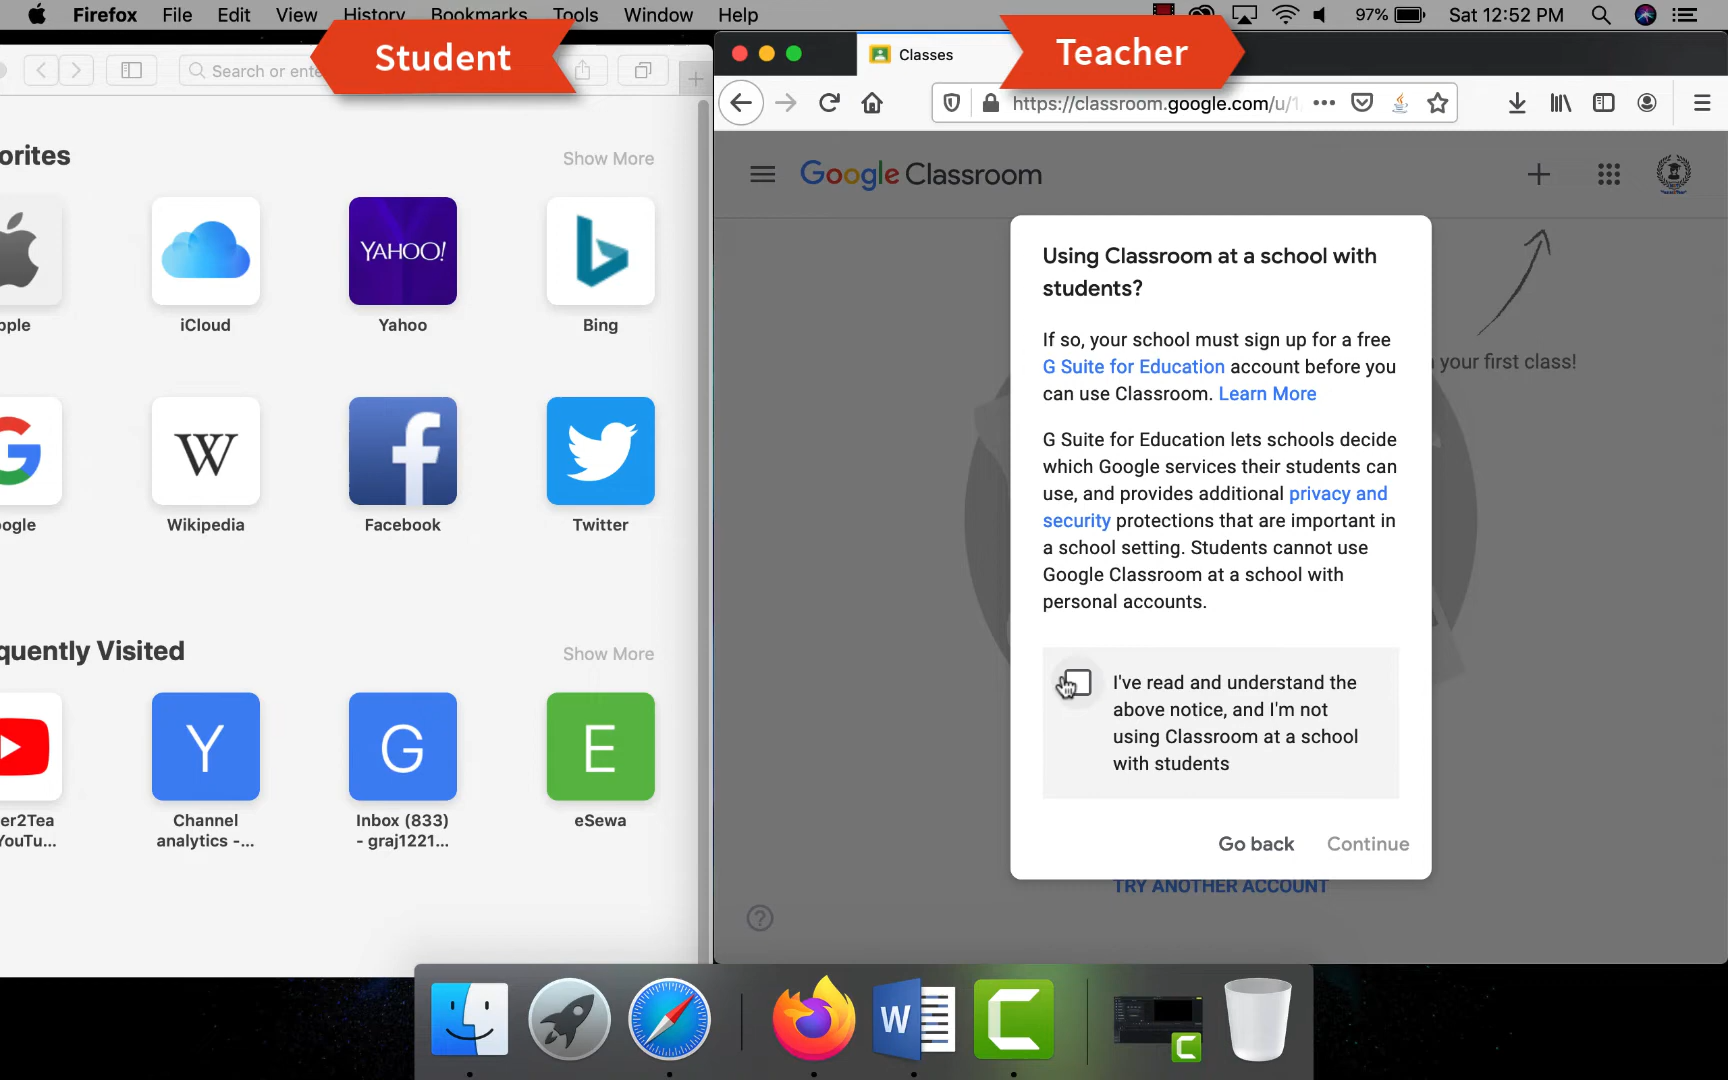 Firefox File Edit View History Bookmarks Tools Window Help
97% Sat 12:52 PM
Student
Teacher
Search or ente
Classes
https://classroom.google.com/u/1
orites
Show More
YAHOO!
pple
iCloud
Yahoo
Bing
W
f
ogle
Wikipedia
Facebook
Twitter
quently Visited
Show More
Y
G
E
er2Tea
YouTu...
Channel
analytics -...
Inbox (833)
- graj1221...
eSewa
Google Classroom
your first class!
Using Classroom at a school with
students?
If so, your school must sign up for a free
G Suite for Education account before you
can use Classroom. Learn More
G Suite for Education lets schools decide
which Google services their students can
use, and provides additional privacy and
security protections that are important in
a school setting. Students cannot use
Google Classroom at a school with
personal accounts.
I've read and understand the
above notice, and I'm not
using Classroom at a school
with students
Go back Continue
TRY ANOTHER ACCOUNT
W